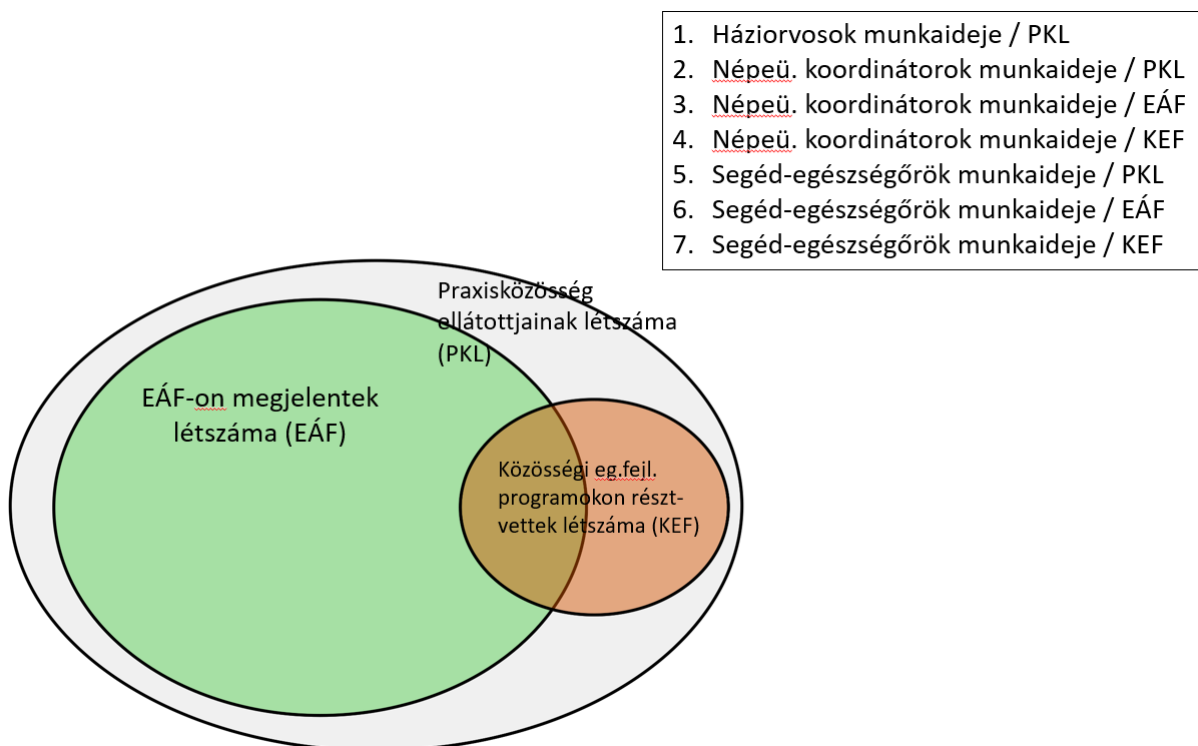 1. Háziorvosok munkaideje / PKL
2. Népeü. koordinátorok munkaideje / PKL
3. Népeü. koordinátorok munkaideje / EÁF
4. Népeü. koordinátorok munkaideje / KEF
5. Segéd-egészségőrök munkaideje / PKL
6. Segéd-egészségőrök munkaideje / EÁF
7. Segéd-egészségőrök munkaideje / KEF
Praxisközösség
ellátottjainak létszáma
(PKL)
EÁF-on megjelentek
létszáma (EÁF)
Közösségi eg.fejl.
programokon részt-
vettek létszáma (KEF)